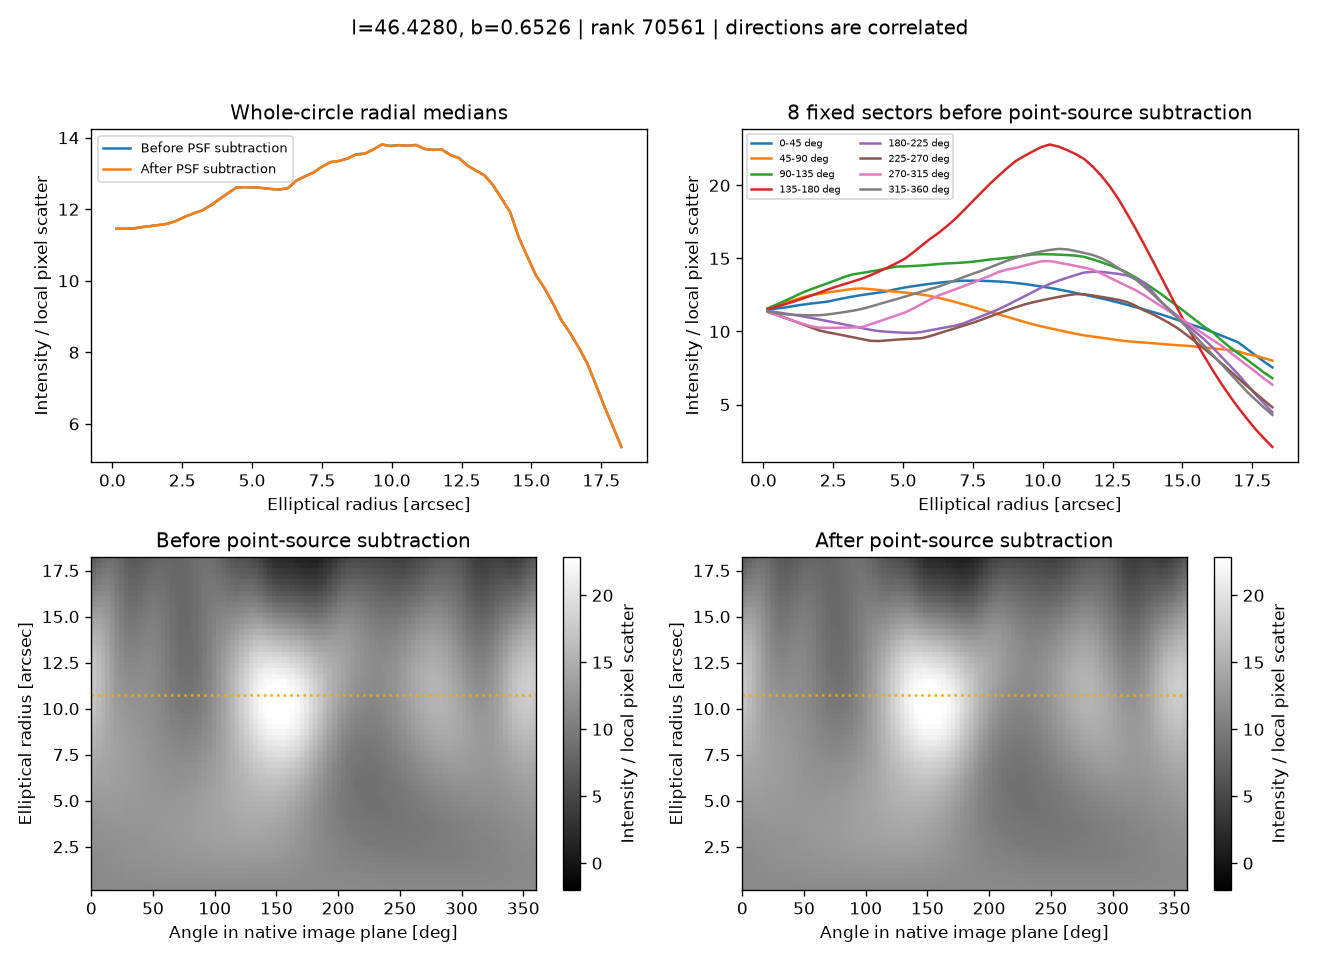 l=46.4280, b=0.6526 | rank 70561 | directions are correlated
Whole-circle radial medians
Intensity / local pixel scatter
14
12
10
8
6
Before PSF subtraction
After PSF subtraction
0.0 2.5 5.0 7.5 10.0 12.5 15.0 17.5
Elliptical radius [arcsec]
8 fixed sectors before point-source subtraction
Intensity / local pixel scatter
20
15
10
5
0-45 deg
45-90 deg
90-135 deg
135-180 deg
180-225 deg
225-270 deg
270-315 deg
315-360 deg
0.0 2.5 5.0 7.5 10.0 12.5 15.0 17.5
Elliptical radius [arcsec]
Before point-source subtraction
Elliptical radius [arcsec]
17.5
15.0
12.5
10.0
7.5
5.0
2.5
0 50 100 150 200 250 300 350
Angle in native image plane [deg]
20
15
10
5
0
Intensity / local pixel scatter
After point-source subtraction
Elliptical radius [arcsec]
17.5
15.0
12.5
10.0
7.5
5.0
2.5
0 50 100 150 200 250 300 350
Angle in native image plane [deg]
20
15
10
5
0
Intensity / local pixel scatter